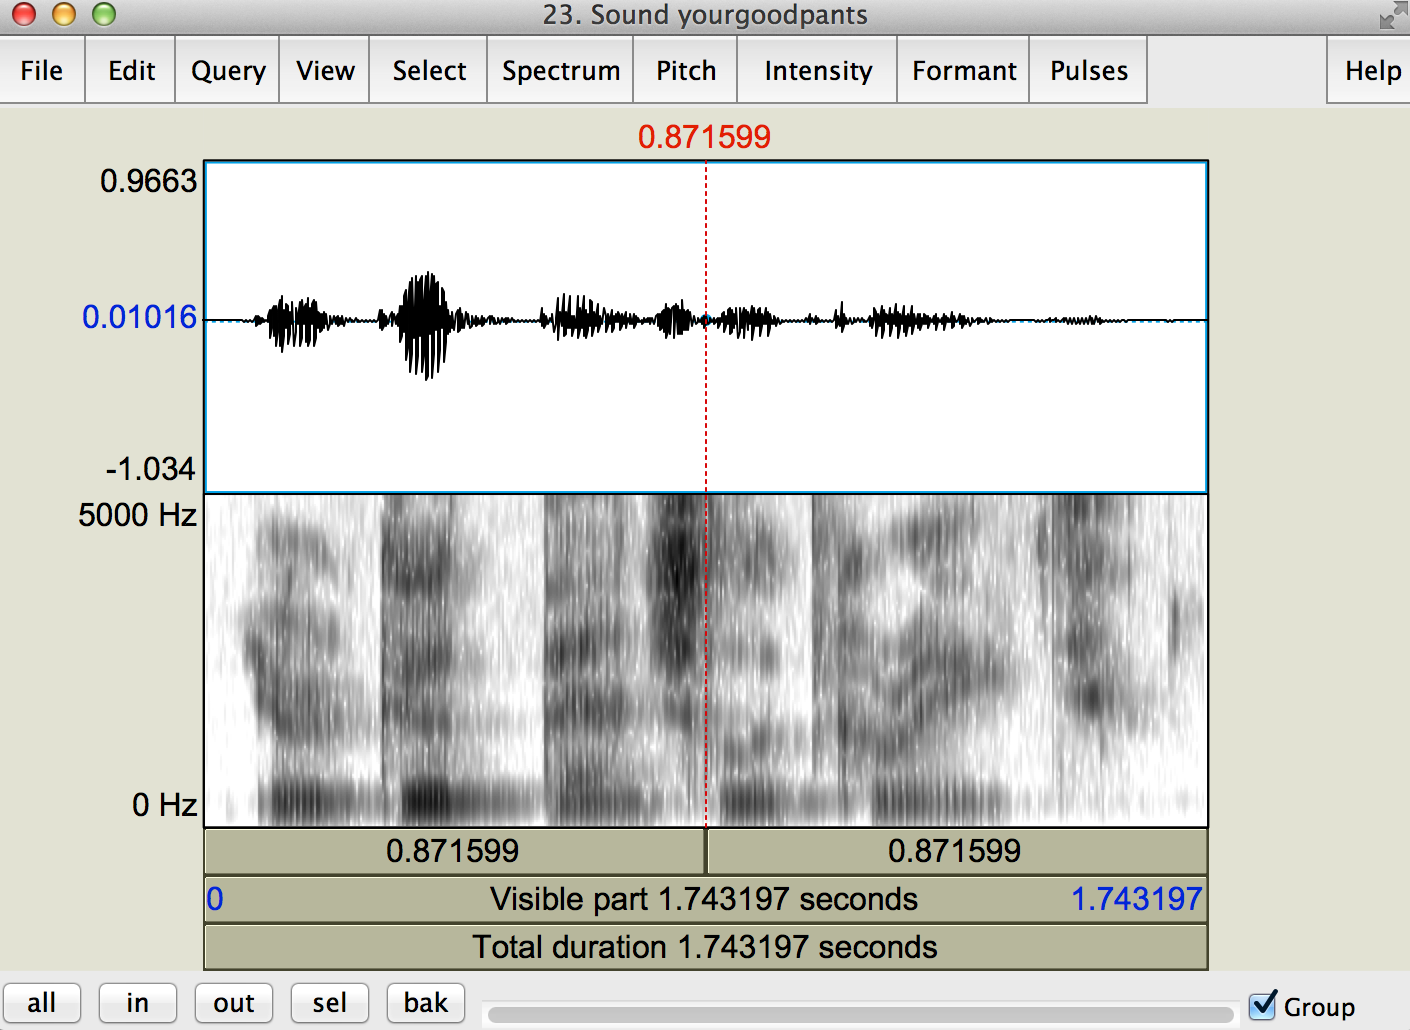 23. Sound yourgoodpants
File Edit Query View Select Spectrum Pitch Intensity Formant Pulses Help
0.871599
0.9663
0.01016
-1.034
5000 Hz
0 Hz
0.871599 0.871599
0 Visible part 1.743197 seconds 1.743197
Total duration 1.743197 seconds
all in out sel bak Group